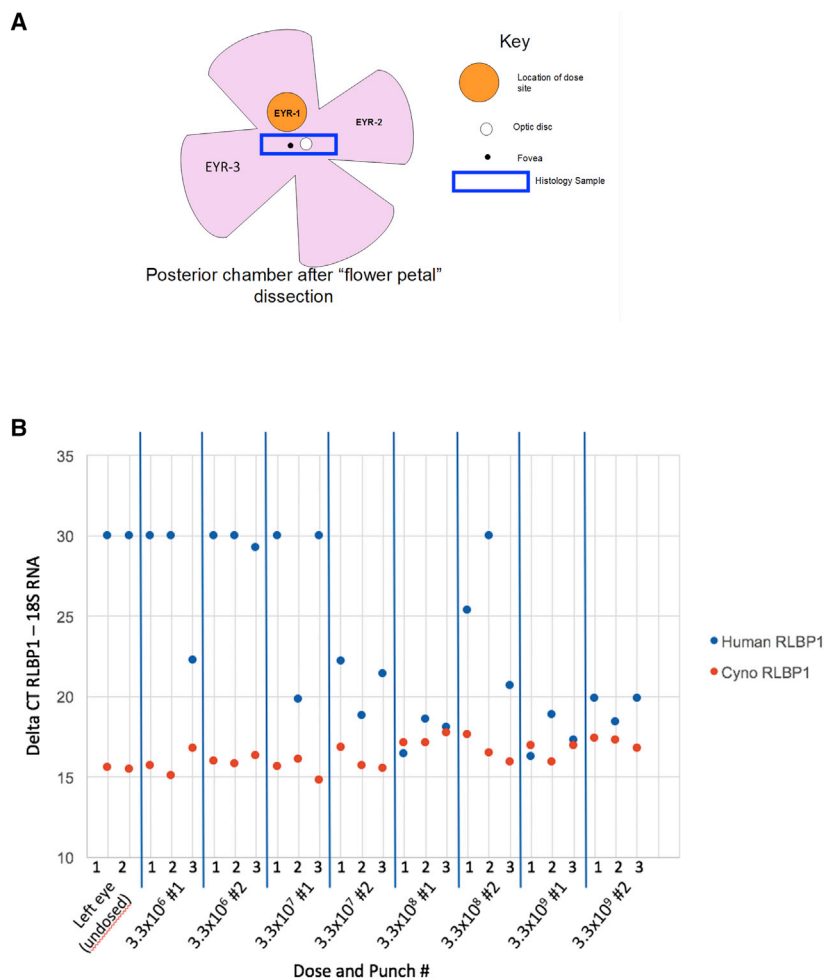 A
Key
EYR-1
EYR-2
EYR-3
Location of dose
site
Optic disc
Fovea
Histology Sample
Posterior chamber after “flower petal”
dissection
B
Delta CT RLBP1 – 18S RNA
35
30
25
20
15
10
Human RLBP1
Cyno RLBP1
1 2 1 2 3 1 2 3 1 2 3 1 2 3 1 2 3 1 2 3 1 2 3 1 2 3
Left eye
(undosed)
3.3x10⁶ #1
3.3x10⁶ #2
3.3x10⁷ #1
3.3x10⁷ #2
3.3x10⁸ #1
3.3x10⁸ #2
3.3x10⁹ #1
3.3x10⁹ #2
Dose and Punch #